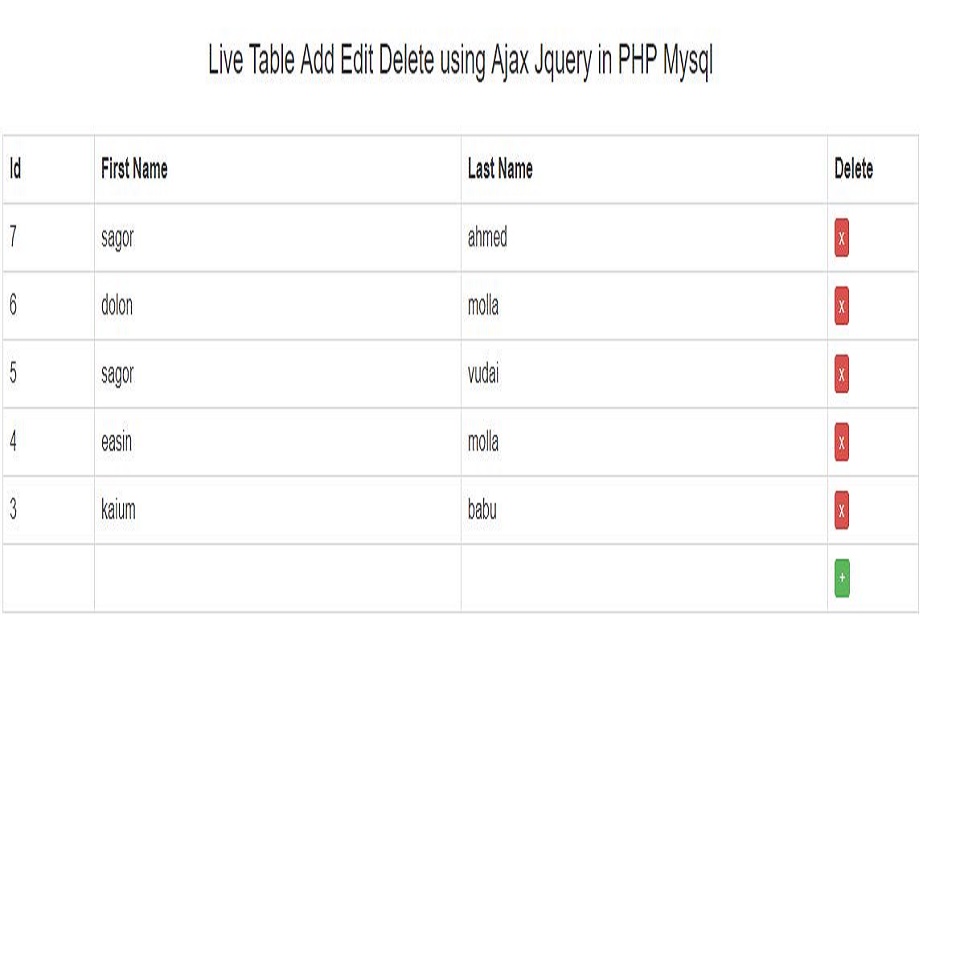 Live Table Add Edit Delete using Ajax Jquery in PHP Mysql
Id First Name Last Name Delete
7 sagor ahmed x
6 dolon molla x
5 sagor vudai x
4 easin molla x
3 kaium babu x
+